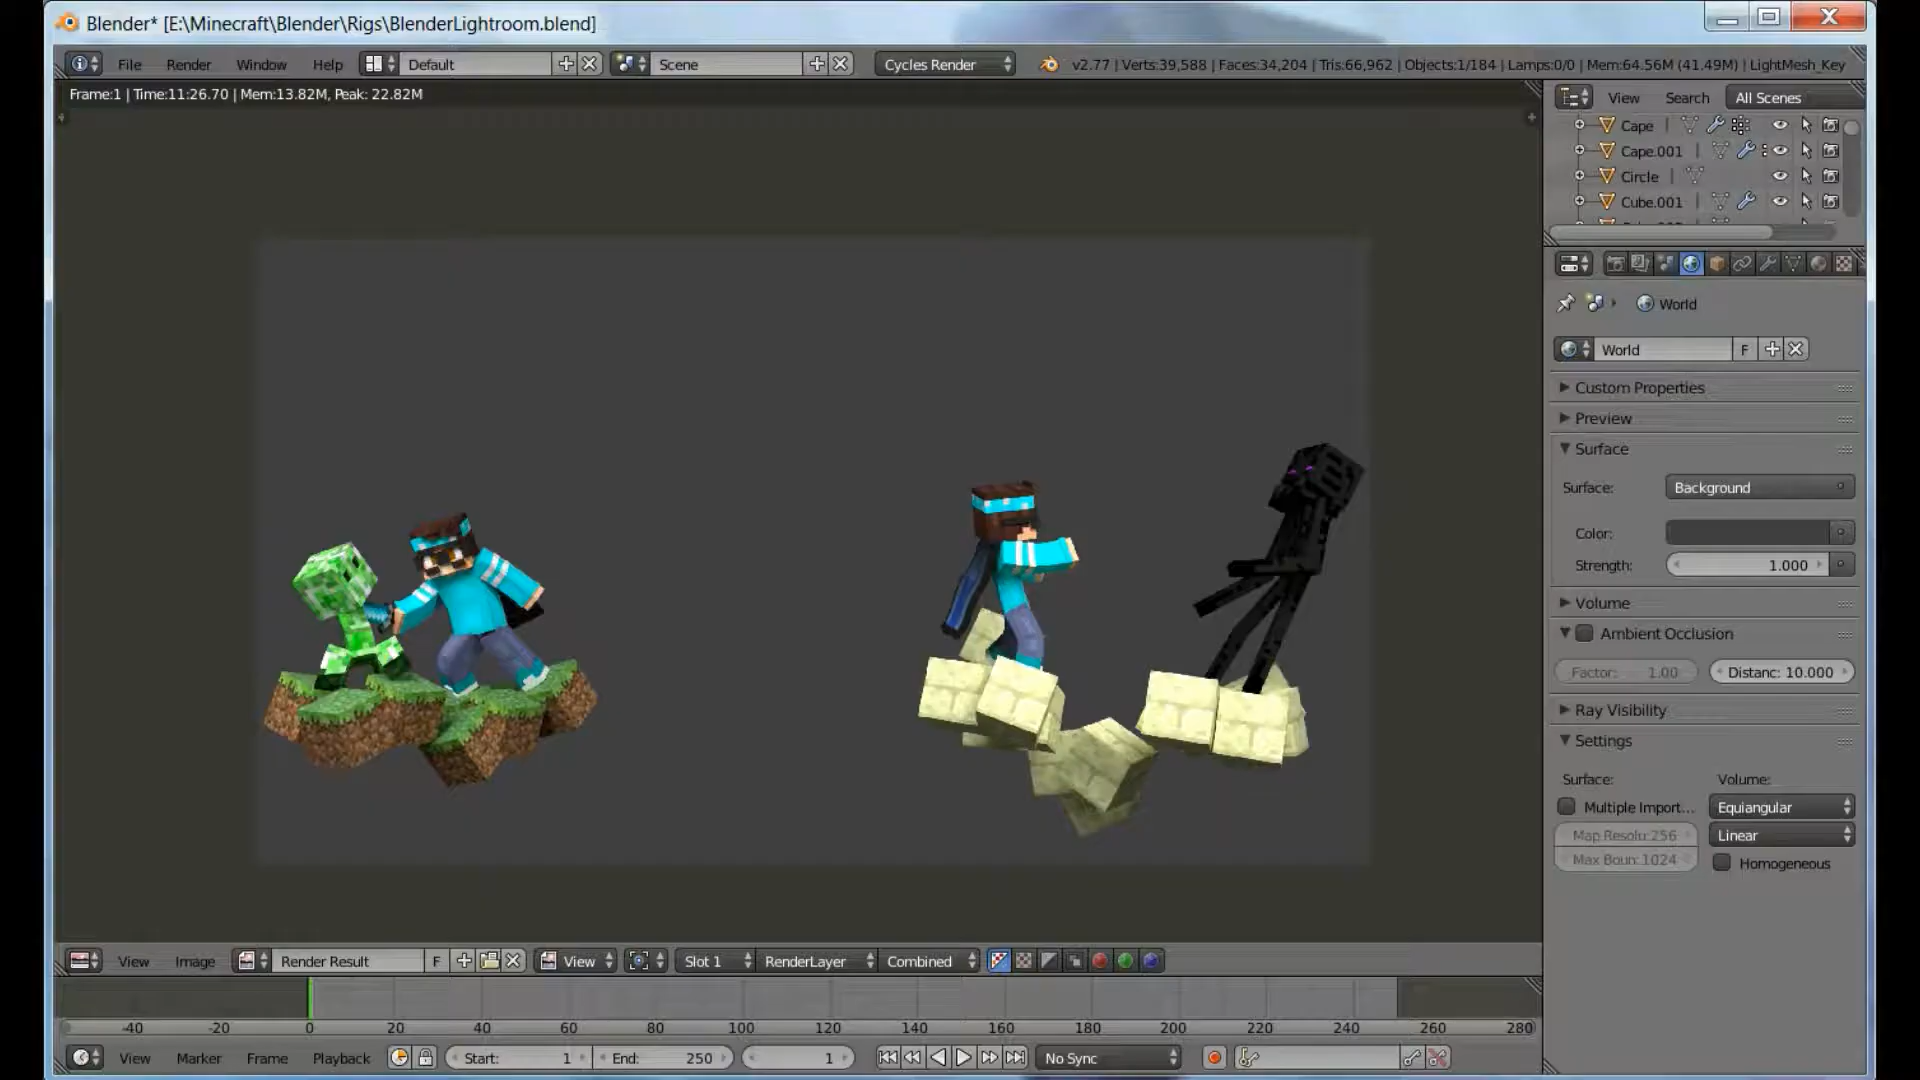 Blender* [E:\Minecraft\Blender\Rigs\BlenderLightroom.blend]
File Render Window Help Default Scene Cycles Render v2.77 | Verts:39,588 | Faces:34,204 | Tris:66,962 | Objects:1/184 | Lamps:0/0 | Mem:64.56M (41.49M) | LightMesh_Key
Frame:1 | Time:11:26.70 | Mem:13.82M, Peak: 22.82M
View Search All Scenes
Cape
Cape.001
Circle
Cube.001
World
World F
Custom Properties
Preview
Surface
Surface: Background
Color:
Strength: 1.000
Volume
Ambient Occlusion
Factor: 1.00 Distanc: 10.000
Ray Visibility
Settings
Surface: Volume:
Multiple Import... Equiangular
Map Resolu:256 Linear
Max Boun:1024 Homogeneous
View Image Render Result F View Slot 1 RenderLayer Combined
-40 -20 0 20 40 60 80 100 120 140 160 180 200 220 240 260 280
View Marker Frame Playback Start: 1 End: 250 1 No Sync